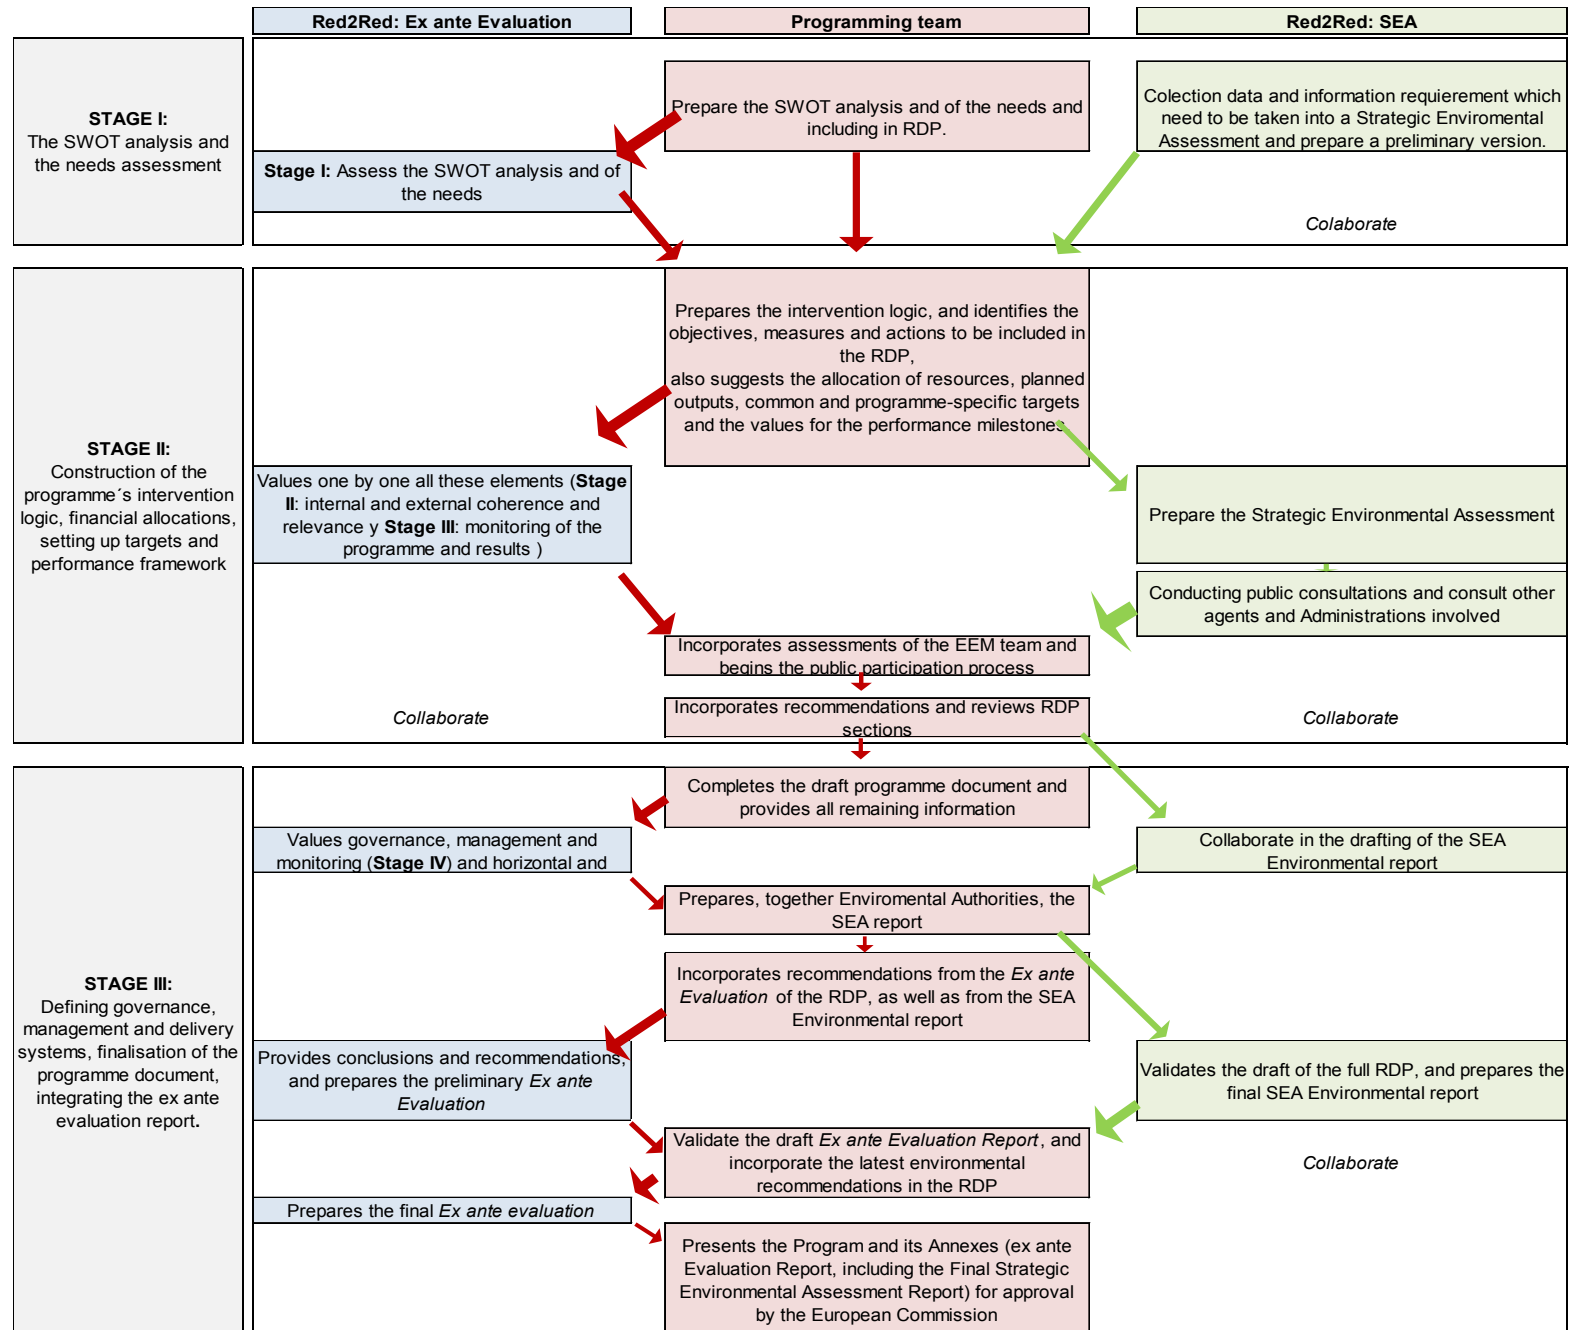 Red2Red: Ex ante Evaluation
Programming team
Red2Red: SEA
STAGE I:
The SWOT analysis and
the needs assessment
Prepare the SWOT analysis and of the needs and
including in RDP.
Colection data and information requierement which
need to be taken into a Strategic Enviromental
Assessment and prepare a preliminary version.
Stage I: Assess the SWOT analysis and of
the needs
Colaborate
STAGE II:
Construction of the
programme´s intervention
logic, financial allocations,
setting up targets and
performance framework
Prepares the intervention logic, and identifies the
objectives, measures and actions to be included in
the RDP,
also suggests the allocation of resources, planned
outputs, common and programme-specific targets
and the values for the performance milestones.
Values one by one all these elements (Stage
II: internal and external coherence and
relevance y Stage III: monitoring of the
programme and results )
Prepare the Strategic Environmental Assessment
Conducting public consultations and consult other
agents and Administrations involved
Incorporates assessments of the EEM team and
begins the public participation process
Collaborate
Incorporates recommendations and reviews RDP
sections
Collaborate
STAGE III:
Defining governance,
management and delivery
systems, finalisation of the
programme document,
integrating the ex ante
evaluation report.
Completes the draft programme document and
provides all remaining information
Values governance, management and
monitoring (Stage IV) and horizontal and
Collaborate in the drafting of the SEA
Environmental report
Prepares, together Enviromental Authorities, the
SEA report
Incorporates recommendations from the Ex ante
Evaluation of the RDP, as well as from the SEA
Environmental report
Provides conclusions and recommendations,
and prepares the preliminary Ex ante
Evaluation
Validates the draft of the full RDP, and prepares the
final SEA Environmental report
Validate the draft Ex ante Evaluation Report, and
incorporate the latest environmental
recommendations in the RDP
Collaborate
Prepares the final Ex ante evaluation
Presents the Program and its Annexes (ex ante
Evaluation Report, including the Final Strategic
Environmental Assessment Report) for approval
by the European Commission